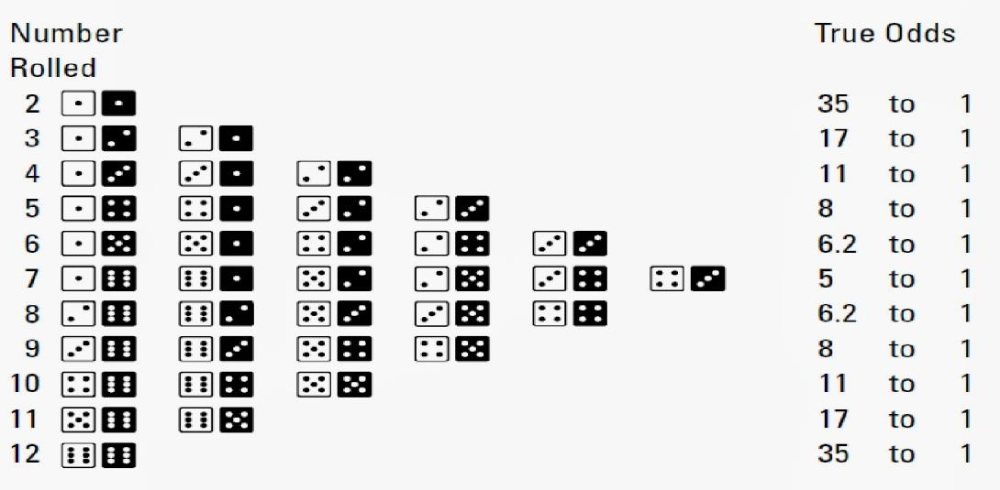 Number True Odds
Rolled
2 35 to 1
3 17 to 1
4 11 to 1
5 8 to 1
6 6.2 to 1
7 5 to 1
8 6.2 to 1
9 8 to 1
10 11 to 1
11 17 to 1
12 35 to 1